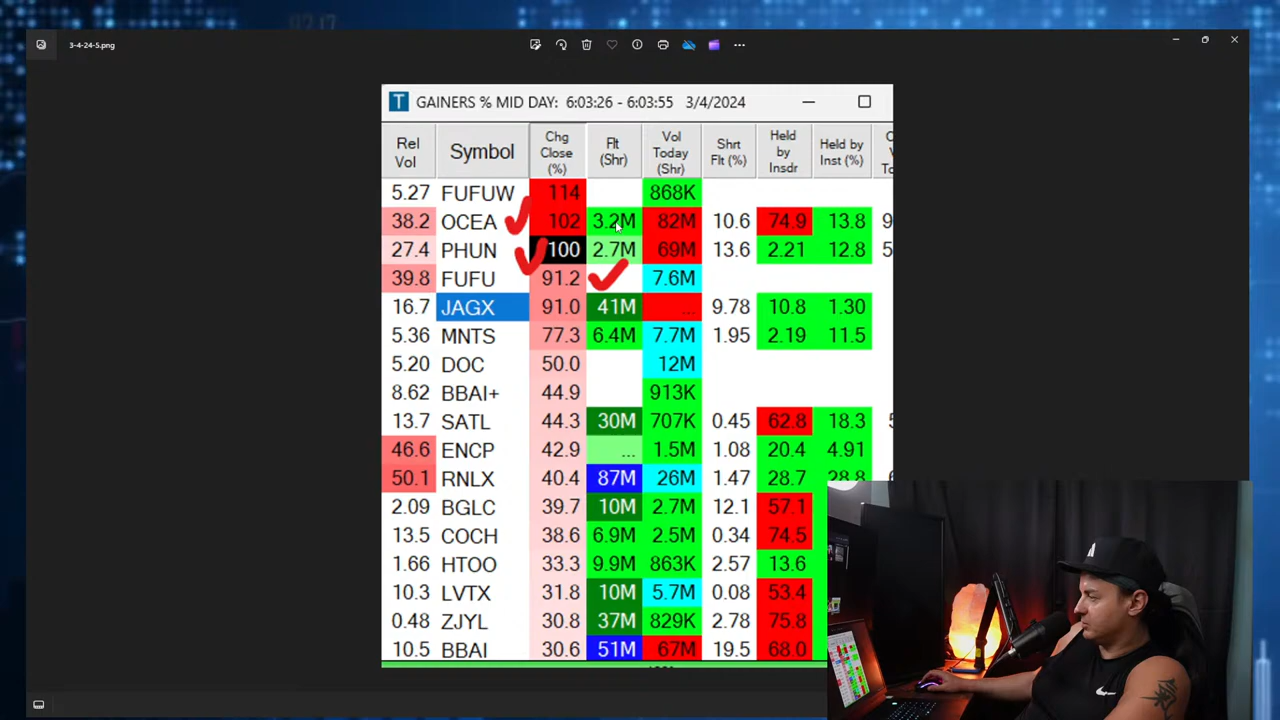 3-4-24-5.png
T GAINERS % MID DAY: 6:03:26 - 6:03:55 3/4/2024
Rel Vol Symbol Chg Close (%) Flt (Shr) Vol Today (Shr) Shrt Flt (%) Held by Insdr Held by Inst (%)
5.27 FUFUW 114 868K
38.2 OCEA 102 3.2M 82M 10.6 74.9 13.8 9
27.4 PHUN 100 2.7M 69M 13.6 2.21 12.8 5
39.8 FUFU 91.2 7.6M
16.7 JAGX 91.0 41M ... 9.78 10.8 1.30
5.36 MNTS 77.3 6.4M 7.7M 1.95 2.19 11.5
5.20 DOC 50.0 12M
8.62 BBAI+ 44.9 913K
13.7 SATL 44.3 30M 707K 0.45 62.8 18.3
46.6 ENCP 42.9 ... 1.5M 1.08 20.4 4.91
50.1 RNLX 40.4 87M 26M 1.47 28.7 28.8
2.09 BGLC 39.7 10M 2.7M 12.1 57.1
13.5 COCH 38.6 6.9M 2.5M 0.34 74.5
1.66 HTOO 33.3 9.9M 863K 2.57 13.6
10.3 LVTX 31.8 10M 5.7M 0.08 53.4
0.48 ZJYL 30.8 37M 829K 2.78 75.8
10.5 BBAI 30.6 51M 67M 19.5 68.0